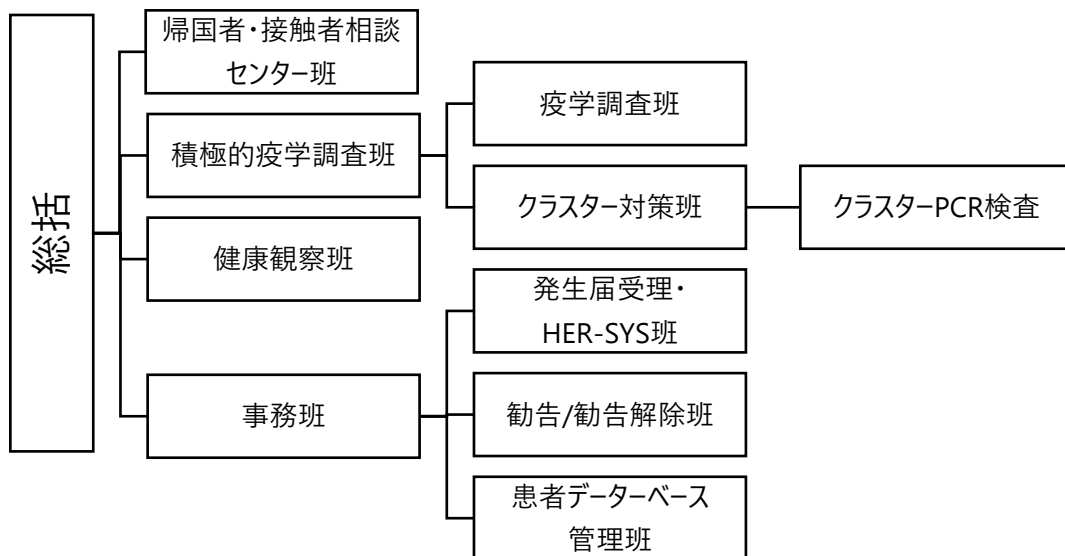 総括
帰国者・接触者相談
センター班
積極的疫学調査班
健康観察班
事務班
疫学調査班
クラスター対策班
クラスターPCR検査
発生届受理・
HER-SYS班
勧告/勧告解除班
患者データーベース
管理班